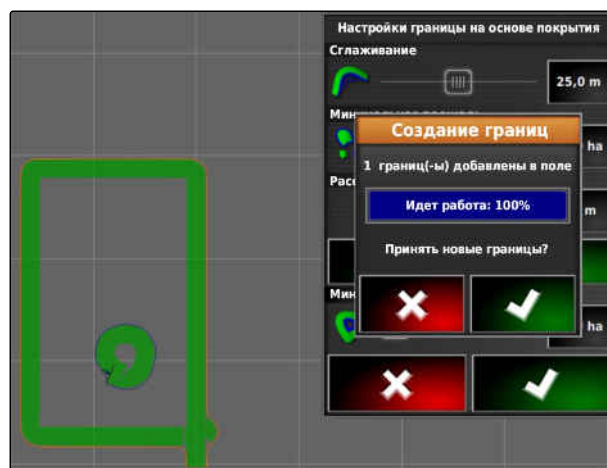 Настройки границы на основе покрытия
Сглаживание
25,0 m
Создание границ
ha
1 границ(-ы) добавлены в поле
m
Идет работа: 100%
Принять новые границы?
ha